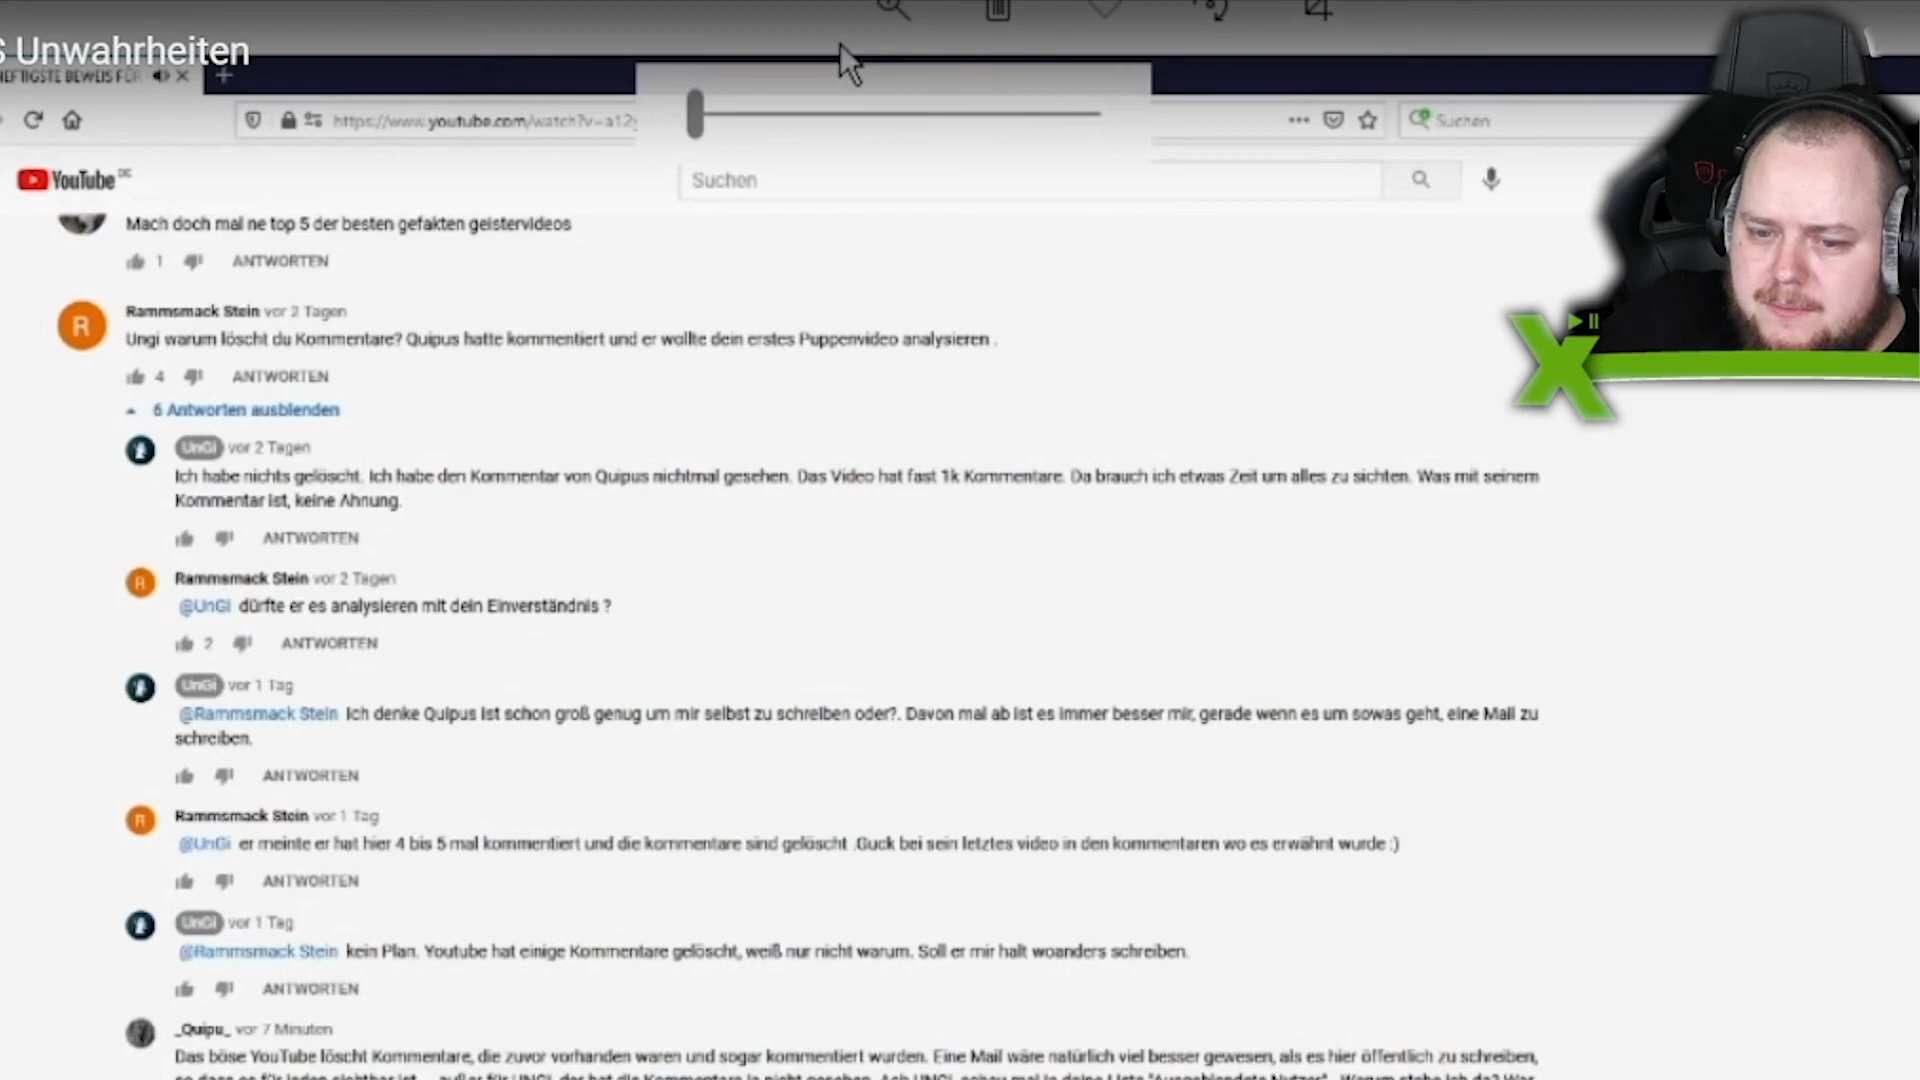 Unwahrheiten
HEFTIGSTE BEWEIS FÜR
https://www.youtube.com/watch?v=a12
Suchen
YouTube DE
Suchen
Mach doch mal ne top 5 der besten gefakten geistervideos
1 ANTWORTEN
R
Rammsmack Stein vor 2 Tagen
Ungi warum löscht du Kommentare? Quipus hatte kommentiert und er wollte dein erstes Puppenvideo analysieren .
4 ANTWORTEN
6 Antworten ausblenden
UnGi vor 2 Tagen
Ich habe nichts gelöscht. Ich habe den Kommentar von Quipus nichtmal gesehen. Das Video hat fast 1k Kommentare. Da brauch ich etwas Zeit um alles zu sichten. Was mit seinem
Kommentar ist, keine Ahnung.
ANTWORTEN
R
Rammsmack Stein vor 2 Tagen
@UnGi dürfte er es analysieren mit dein Einverständnis ?
2 ANTWORTEN
UnGi vor 1 Tag
@Rammsmack Stein Ich denke Quipus ist schon groß genug um mir selbst zu schreiben oder?. Davon mal ab ist es immer besser mir, gerade wenn es um sowas geht, eine Mail zu
schreiben.
ANTWORTEN
R
Rammsmack Stein vor 1 Tag
@UnGi er meinte er hat hier 4 bis 5 mal kommentiert und die kommentare sind gelöscht .Guck bei sein letztes video in den kommentaren wo es erwähnt wurde :)
ANTWORTEN
UnGi vor 1 Tag
@Rammsmack Stein kein Plan. Youtube hat einige Kommentare gelöscht, weiß nur nicht warum. Soll er mir halt woanders schreiben.
ANTWORTEN
_Quipu_ vor 7 Minuten
Das böse YouTube löscht Kommentare, die zuvor vorhanden waren und sogar kommentiert wurden. Eine Mail wäre natürlich viel besser gewesen, als es hier öffentlich zu schreiben,